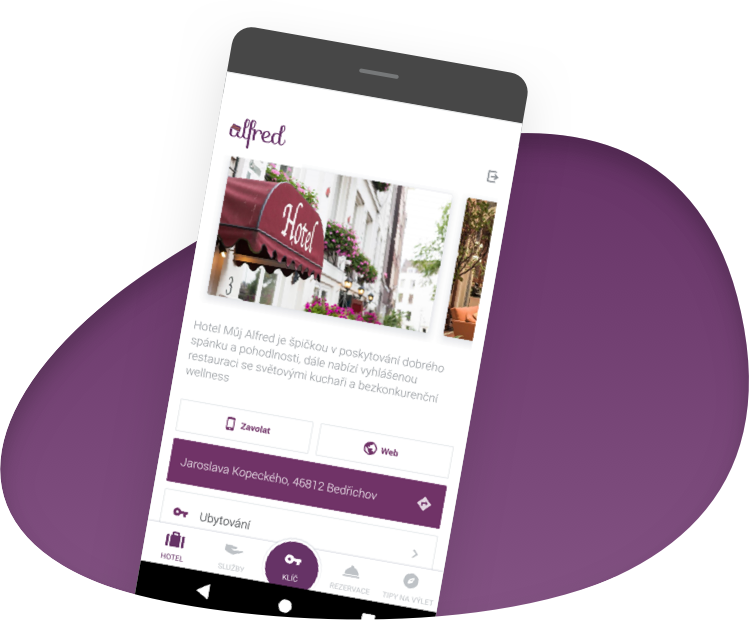 alfred
Hotel
3
Hotel Můj Alfred je špičkou v poskytování dobrého
spánku a pohodlnosti, dále nabízí vyhlášenou
restauraci se světovými kuchaři a bezkonkurenční
wellness
Zavolat
Web
Jaroslava Kopeckého, 46812 Bedřichov
Ubytování
HOTEL
SLUŽBY
KLÍČ
REZERVACE
TIPY NA VÝLET